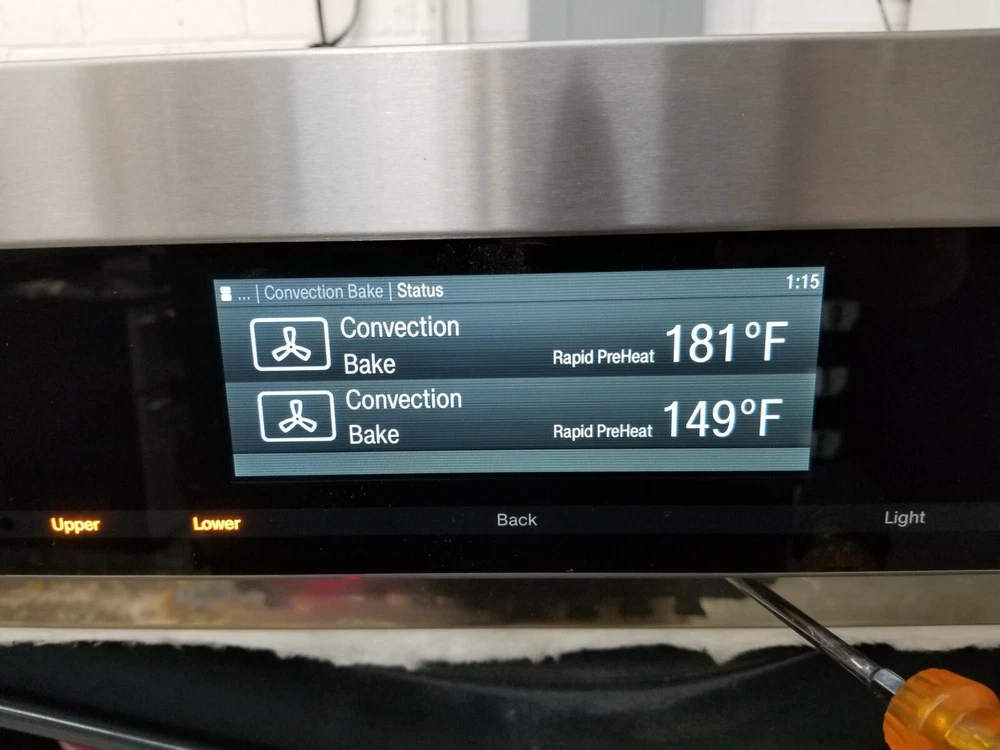 ... | Convection Bake | Status 1:15
Convection
Bake Rapid PreHeat 181°F
Convection
Bake Rapid PreHeat 149°F
Upper Lower Back Light